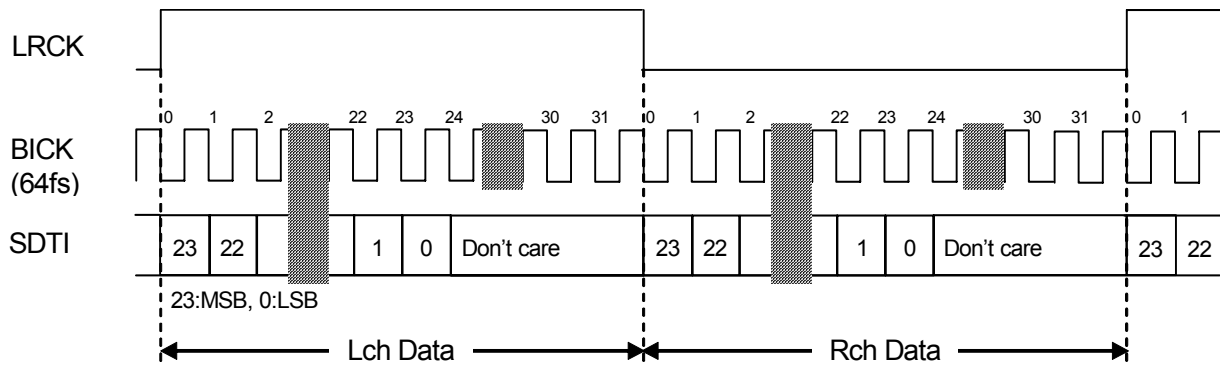 LRCK
0 1 2 22 23 24 30 31 0 1 2 22 23 24 30 31 0 1
BICK
(64fs)
SDTI 23 22 1 0 Don't care 23 22 1 0 Don't care 23 22
23:MSB, 0:LSB
Lch Data Rch Data